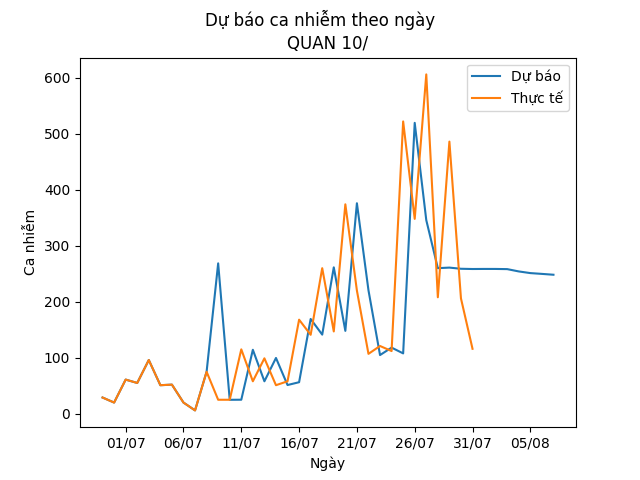 Dự báo ca nhiễm theo ngày
QUAN 10/
Dự báo
Thực tế
Ca nhiễm
600
500
400
300
200
100
0
01/07 06/07 11/07 16/07 21/07 26/07 31/07 05/08
Ngày